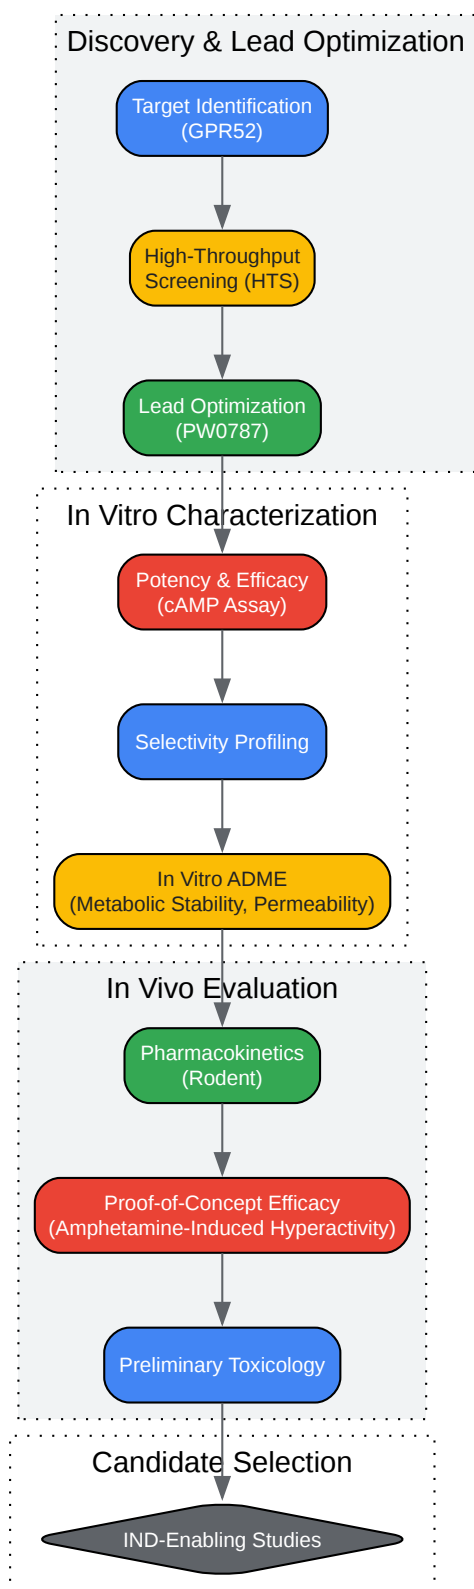 Discovery & Lead Optimization
Target Identification
(GPR52)
High-Throughput
Screening (HTS)
Lead Optimization
(PW0787)
In Vitro Characterization
Potency & Efficacy
(cAMP Assay)
Selectivity Profiling
In Vitro ADME
(Metabolic Stability, Permeability)
In Vivo Evaluation
Pharmacokinetics
(Rodent)
Proof-of-Concept Efficacy
(Amphetamine-Induced Hyperactivity)
Preliminary Toxicology
Candidate Selection
IND-Enabling Studies